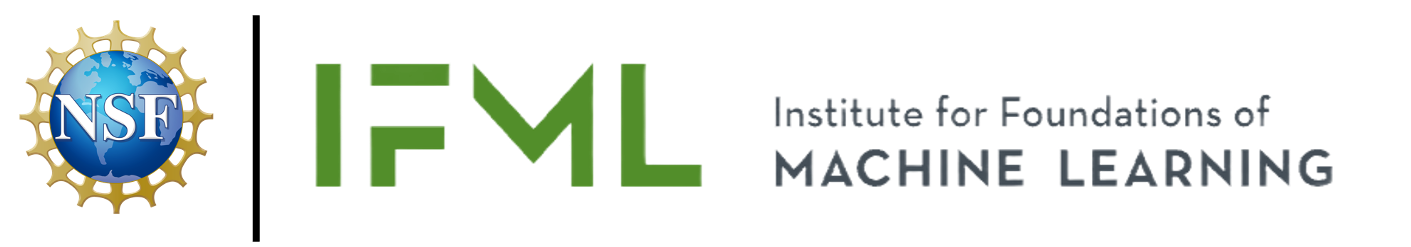 NSF
IFML
Institute for Foundations of
MACHINE LEARNING